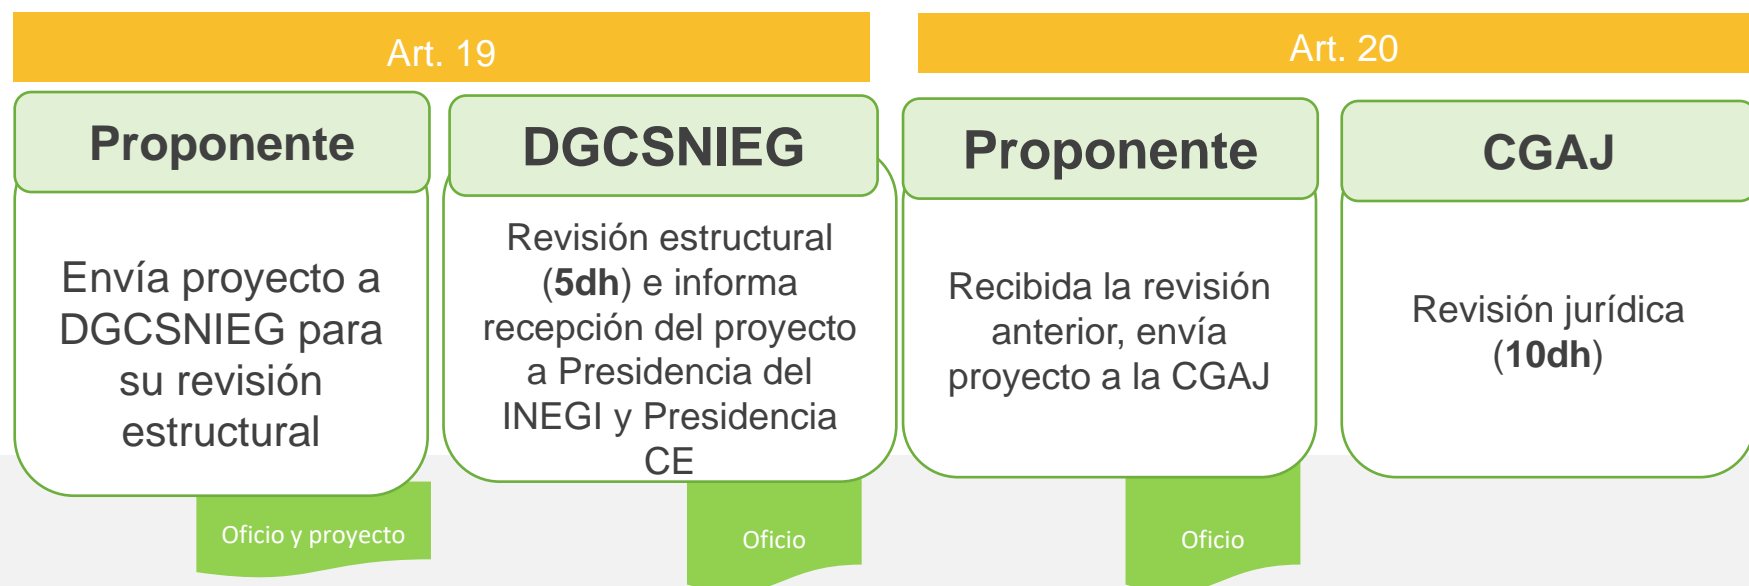 Art. 19
Proponente
Envía proyecto a
DGCSNIEG para
su revisión
estructural
Oficio y proyecto
DGCSNIEG
Revisión estructural
(5dh) e informa
recepción del proyecto
a Presidencia del
INEGI y Presidencia
CE
Oficio
Art. 20
Proponente
Recibida la revisión
anterior, envía
proyecto a la CGAJ
Oficio
CGAJ
Revisión jurídica
(10dh)